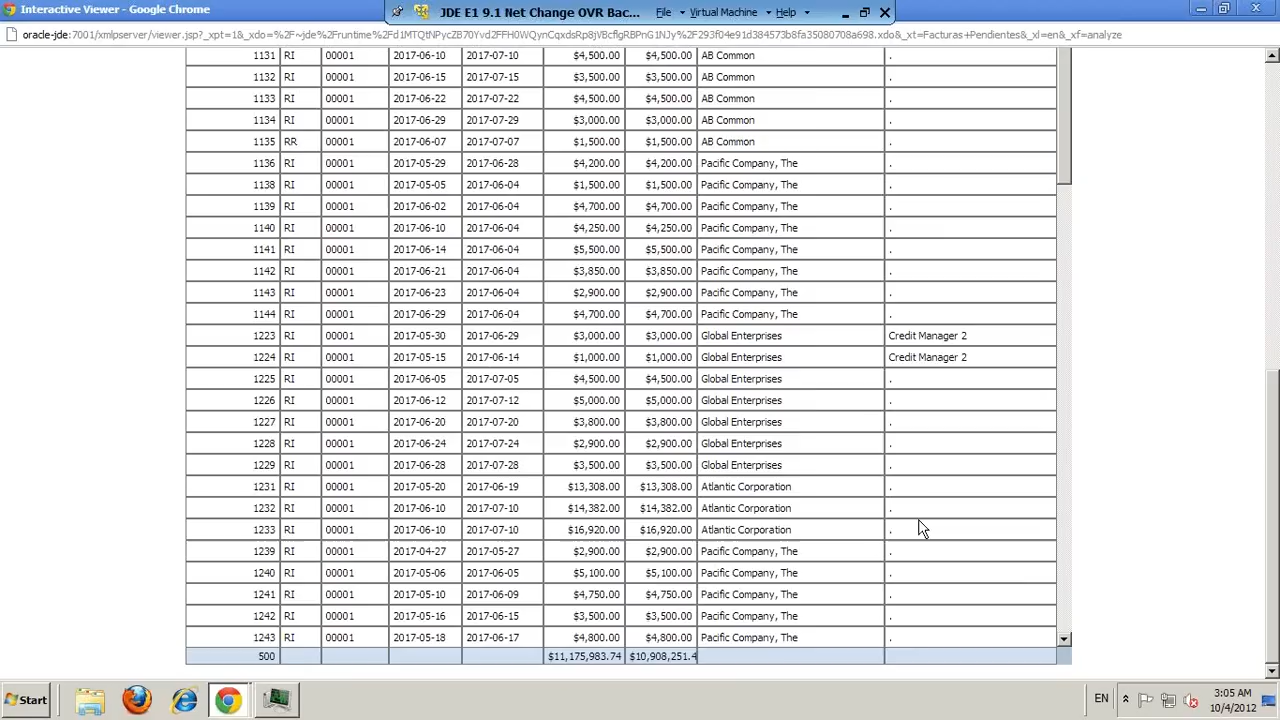 Interactive Viewer - Google Chrome
JDE E1 9.1 Net Change OVR Bac... File Virtual Machine Help
1131 RI 00001 2017-06-10 2017-07-10 $4,500.00 $4,500.00 AB Common .
1132 RI 00001 2017-06-15 2017-07-15 $3,500.00 $3,500.00 AB Common .
1133 RI 00001 2017-06-22 2017-07-22 $4,500.00 $4,500.00 AB Common .
1134 RI 00001 2017-06-29 2017-07-29 $3,000.00 $3,000.00 AB Common .
1135 RR 00001 2017-06-07 2017-07-07 $1,500.00 $1,500.00 AB Common .
1136 RI 00001 2017-05-29 2017-06-28 $4,200.00 $4,200.00 Pacific Company, The .
1138 RI 00001 2017-05-05 2017-06-04 $1,500.00 $1,500.00 Pacific Company, The .
1139 RI 00001 2017-06-02 2017-06-04 $4,700.00 $4,700.00 Pacific Company, The .
1140 RI 00001 2017-06-10 2017-06-04 $4,250.00 $4,250.00 Pacific Company, The .
1141 RI 00001 2017-06-14 2017-06-04 $5,500.00 $5,500.00 Pacific Company, The .
1142 RI 00001 2017-06-21 2017-06-04 $3,850.00 $3,850.00 Pacific Company, The .
1143 RI 00001 2017-06-23 2017-06-04 $2,900.00 $2,900.00 Pacific Company, The .
1144 RI 00001 2017-06-29 2017-06-04 $4,700.00 $4,700.00 Pacific Company, The .
1223 RI 00001 2017-05-30 2017-06-29 $3,000.00 $3,000.00 Global Enterprises Credit Manager 2
1224 RI 00001 2017-05-15 2017-06-14 $1,000.00 $1,000.00 Global Enterprises Credit Manager 2
1225 RI 00001 2017-06-05 2017-07-05 $4,500.00 $4,500.00 Global Enterprises .
1226 RI 00001 2017-06-12 2017-07-12 $5,000.00 $5,000.00 Global Enterprises .
1227 RI 00001 2017-06-20 2017-07-20 $3,800.00 $3,800.00 Global Enterprises .
1228 RI 00001 2017-06-24 2017-07-24 $2,900.00 $2,900.00 Global Enterprises .
1229 RI 00001 2017-06-28 2017-07-28 $3,500.00 $3,500.00 Global Enterprises .
1231 RI 00001 2017-05-20 2017-06-19 $13,308.00 $13,308.00 Atlantic Corporation .
1232 RI 00001 2017-06-10 2017-07-10 $14,382.00 $14,382.00 Atlantic Corporation .
1233 RI 00001 2017-06-10 2017-07-10 $16,920.00 $16,920.00 Atlantic Corporation .
1239 RI 00001 2017-04-27 2017-05-27 $2,900.00 $2,900.00 Pacific Company, The .
1240 RI 00001 2017-05-06 2017-06-05 $5,100.00 $5,100.00 Pacific Company, The .
1241 RI 00001 2017-05-10 2017-06-09 $4,750.00 $4,750.00 Pacific Company, The .
1242 RI 00001 2017-05-16 2017-06-15 $3,500.00 $3,500.00 Pacific Company, The .
1243 RI 00001 2017-05-18 2017-06-17 $4,800.00 $4,800.00 Pacific Company, The .
500 $11,175,983.74 $10,908,251.4
Start EN 3:05 AM
10/4/2012